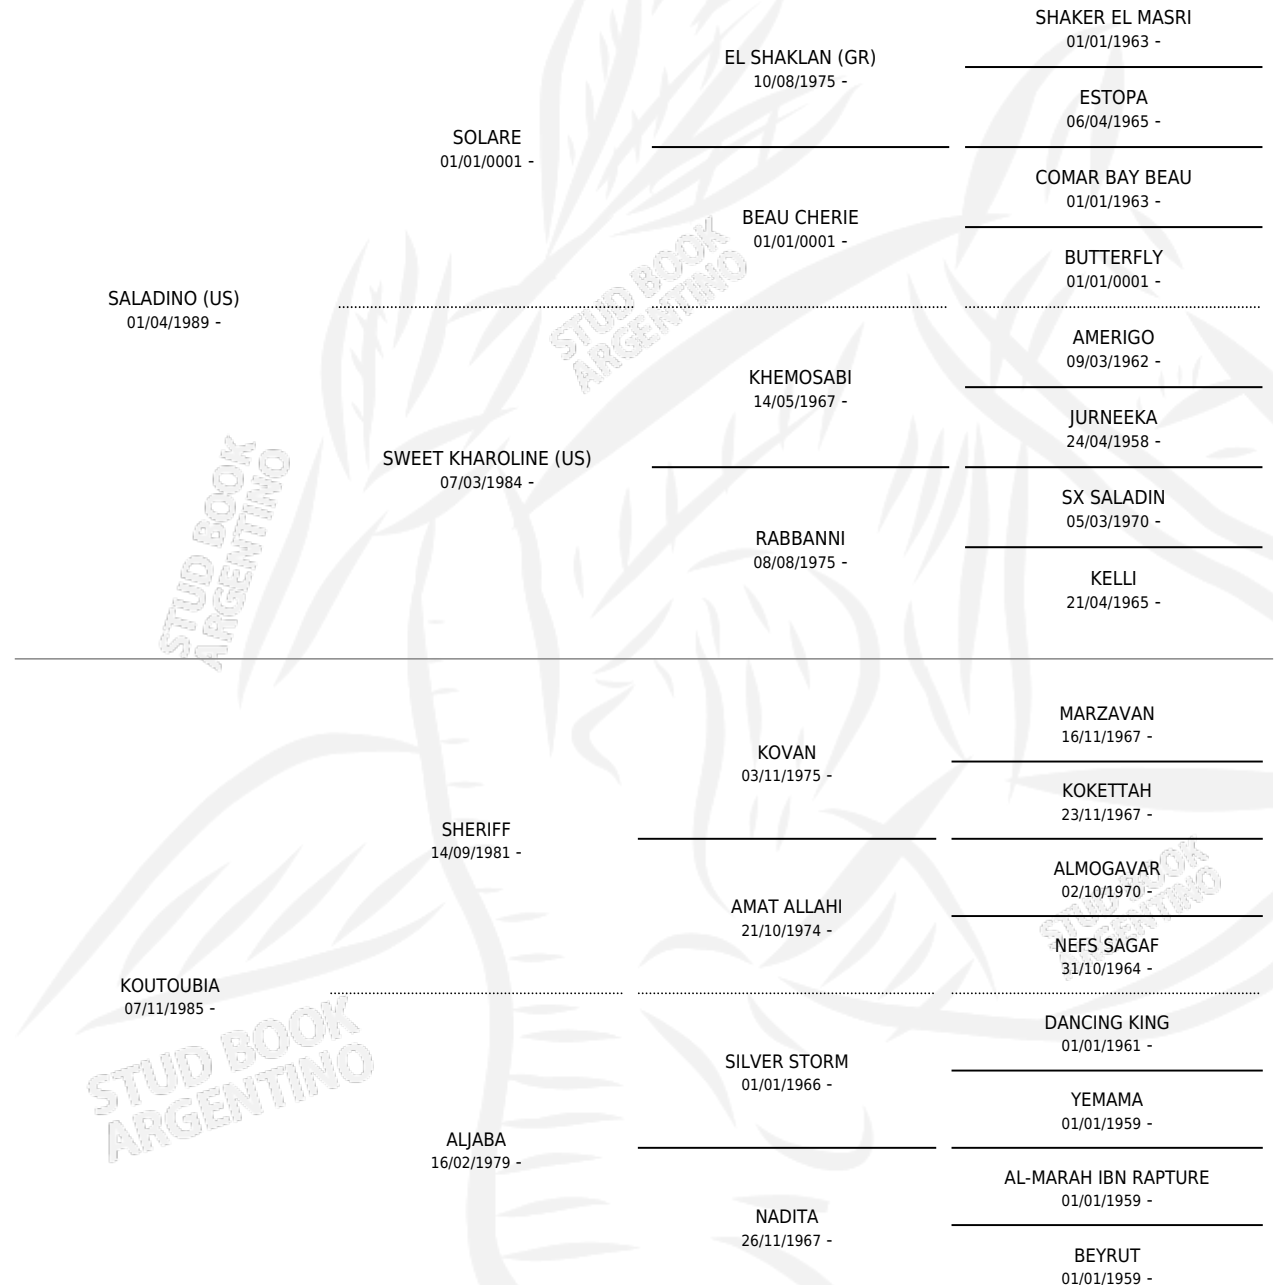 SHAKER EL MASRI
01/01/1963 -
EL SHAKLAN (GR)
10/08/1975 -
ESTOPA
06/04/1965 -
SOLARE
01/01/0001 -
COMAR BAY BEAU
01/01/1963 -
BEAU CHERIE
01/01/0001 -
BUTTERFLY
01/01/0001 -
SALADINO (US)
01/04/1989 -
AMERIGO
09/03/1962 -
KHEMOSABI
14/05/1967 -
JURNEEKA
24/04/1958 -
SWEET KHAROLINE (US)
07/03/1984 -
SX SALADIN
05/03/1970 -
RABBANNI
08/08/1975 -
KELLI
21/04/1965 -
MARZAVAN
16/11/1967 -
KOVAN
03/11/1975 -
KOKETTAH
23/11/1967 -
SHERIFF
14/09/1981 -
ALMOGAVAR
02/10/1970 -
AMAT ALLAHI
21/10/1974 -
NEFS SAGAF
31/10/1964 -
KOUTOUBIA
07/11/1985 -
DANCING KING
01/01/1961 -
SILVER STORM
01/01/1966 -
YEMAMA
01/01/1959 -
ALJABA
16/02/1979 -
AL-MARAH IBN RAPTURE
01/01/1959 -
NADITA
26/11/1967 -
BEYRUT
01/01/1959 -
STUD BOOK
ARGENTINO
STUD BOOK
ARGENTINO
STUD BOOK
ARGENTINO
STUD BOOK
ARGENTINO